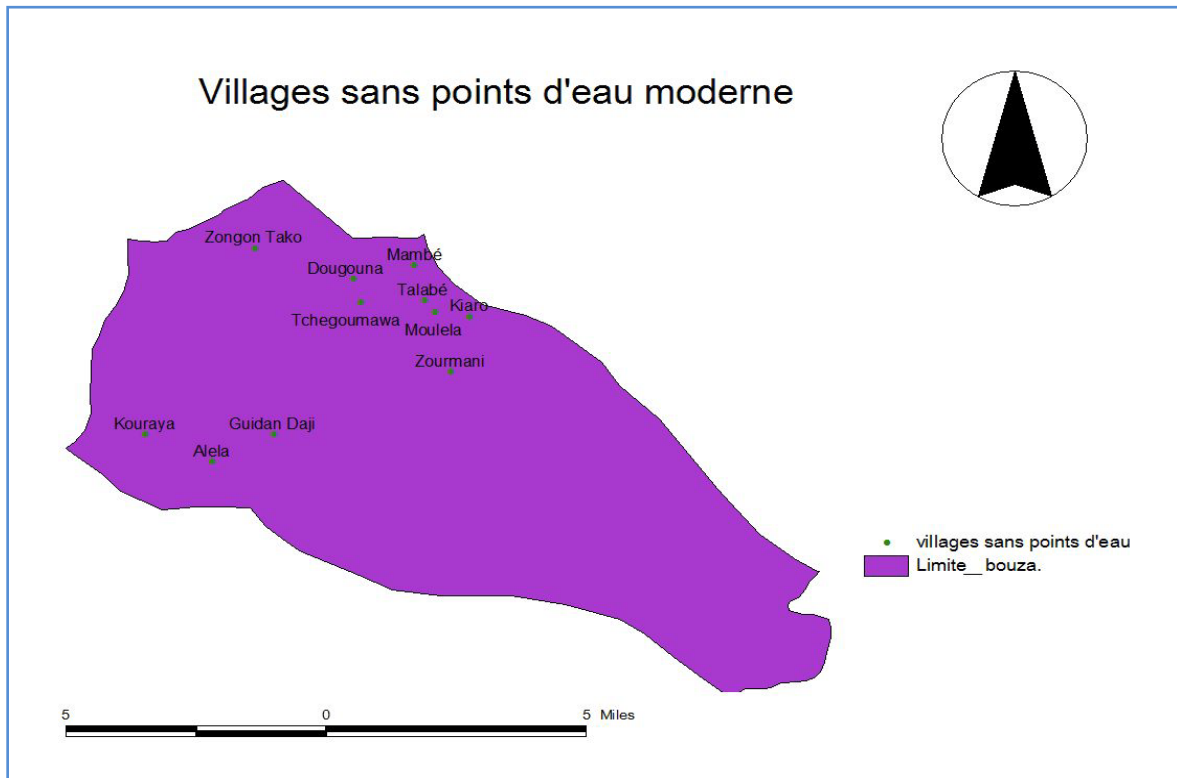 Villages sans points d'eau moderne
Zongon Tako
Mambé
Dougouna
Talabé
Kiaro
Tchegoumawa
Moulela
Zourmani
Kouraya
Guidan Daji
Alela
villages sans points d'eau
Limite__bouza.
5 0 5 Miles